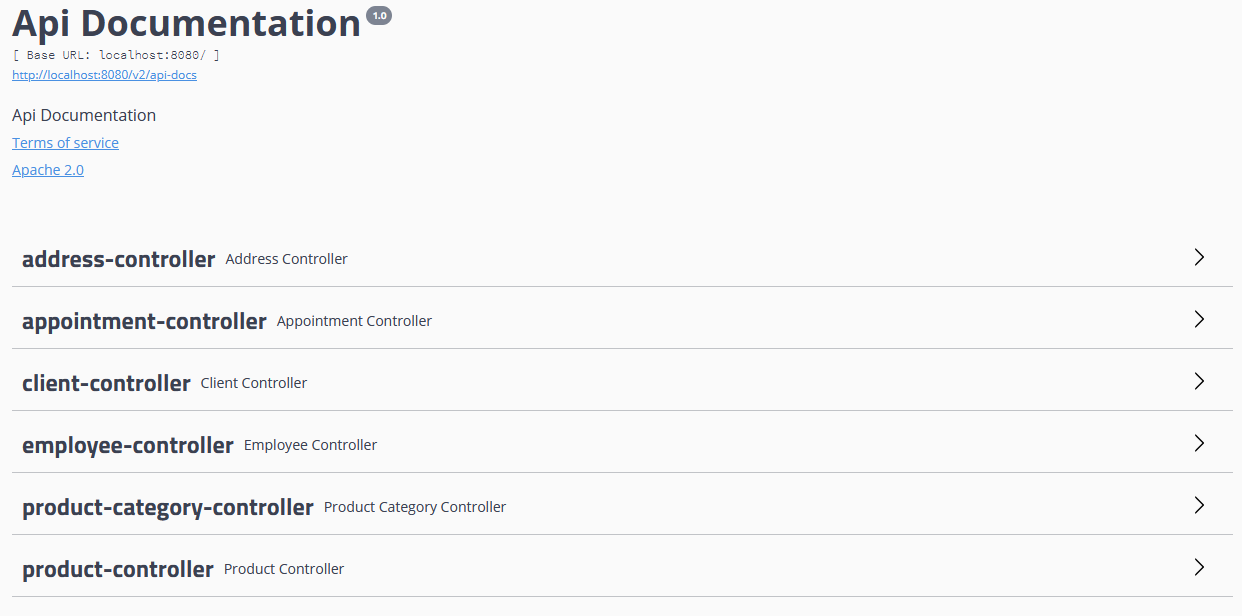 Api Documentation 1.0
[ Base URL: localhost:8080/ ]
http://localhost:8080/v2/api-docs
Api Documentation
Terms of service
Apache 2.0
address-controller Address Controller
appointment-controller Appointment Controller
client-controller Client Controller
employee-controller Employee Controller
product-category-controller Product Category Controller
product-controller Product Controller